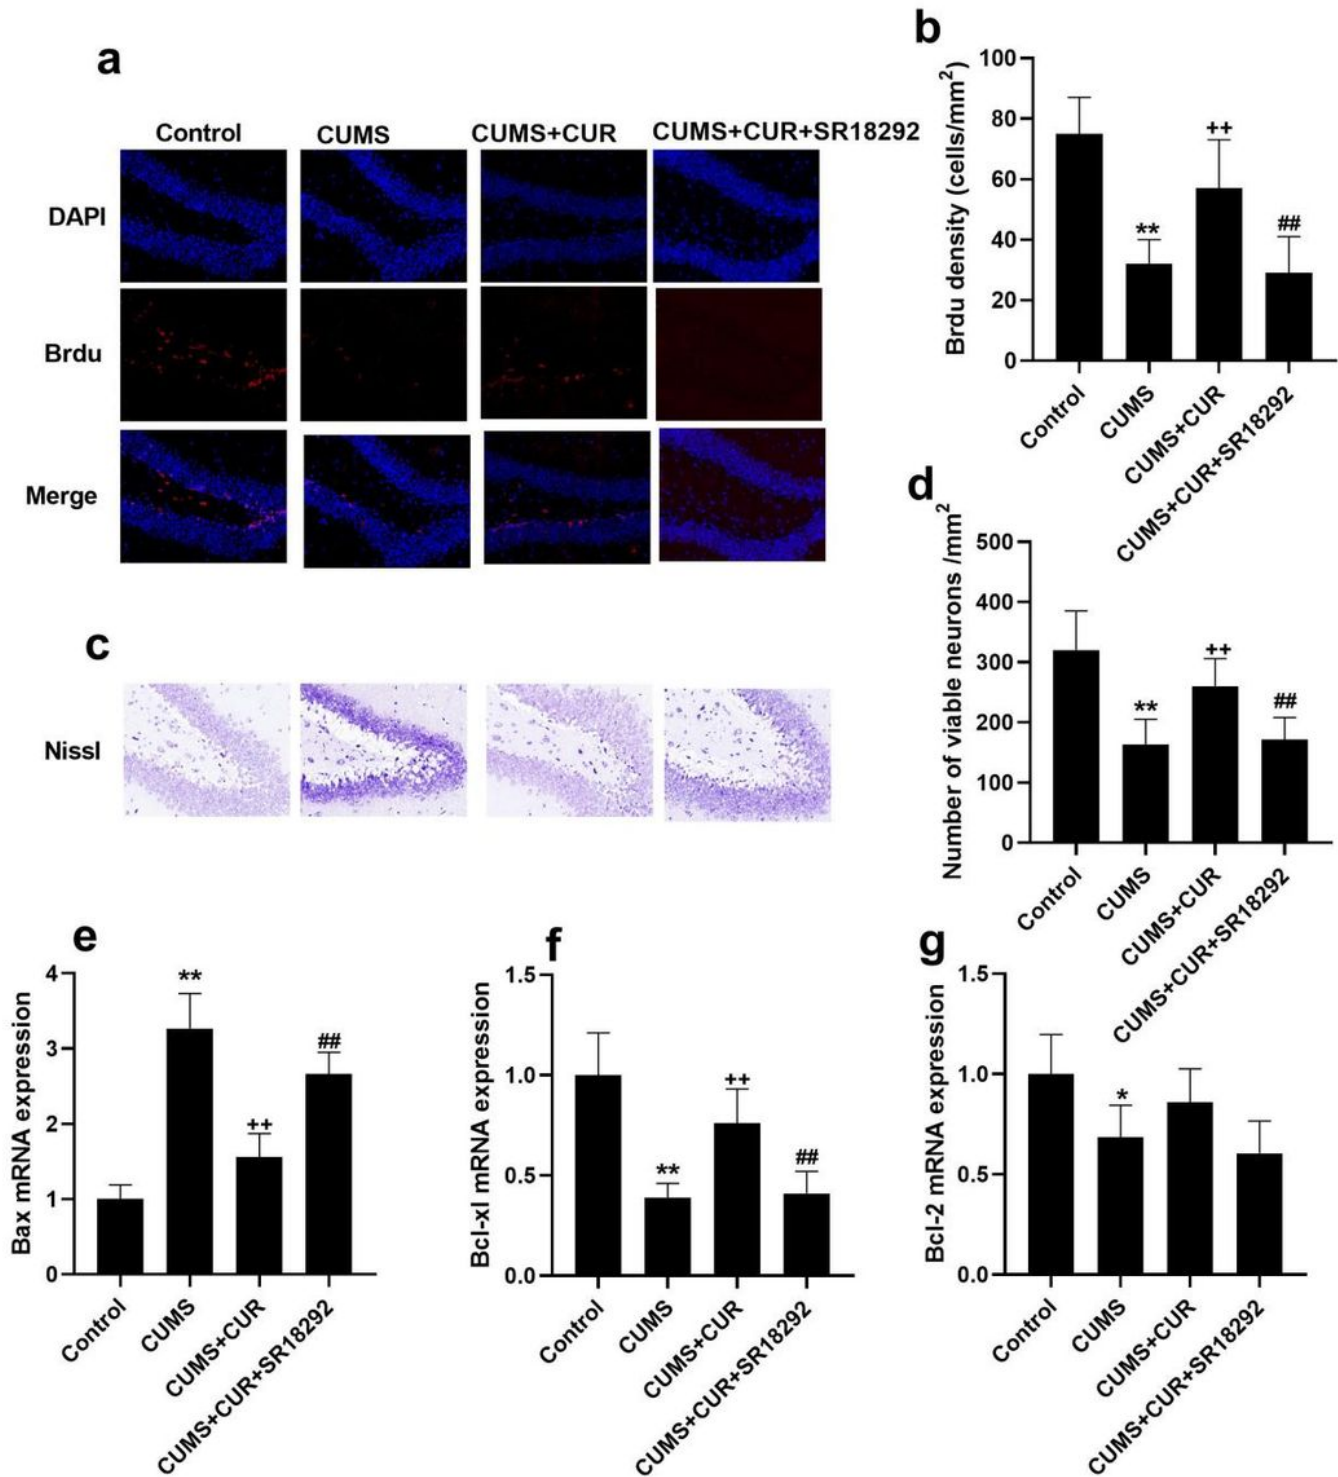 a
Control
CUMS
CUMS+CUR
CUMS+CUR+SR18292
DAPI
Brdu
Merge
b
Brdu density (cells/mm2)
100
80
60
40
20
0
**
++
##
Control
CUMS
CUMS+CUR
CUMS+CUR+SR18292
c
Nissl
d
Number of viable neurons /mm2
500
400
300
200
100
0
**
++
##
Control
CUMS
CUMS+CUR
CUMS+CUR+SR18292
e
Bax mRNA expression
4
3
2
1
0
**
++
##
Control
CUMS
CUMS+CUR
CUMS+CUR+SR18292
f
Bcl-xl mRNA expression
1.5
1.0
0.5
0.0
**
++
##
Control
CUMS
CUMS+CUR
CUMS+CUR+SR18292
g
Bcl-2 mRNA expression
1.5
1.0
0.5
0.0
*
Control
CUMS
CUMS+CUR
CUMS+CUR+SR18292